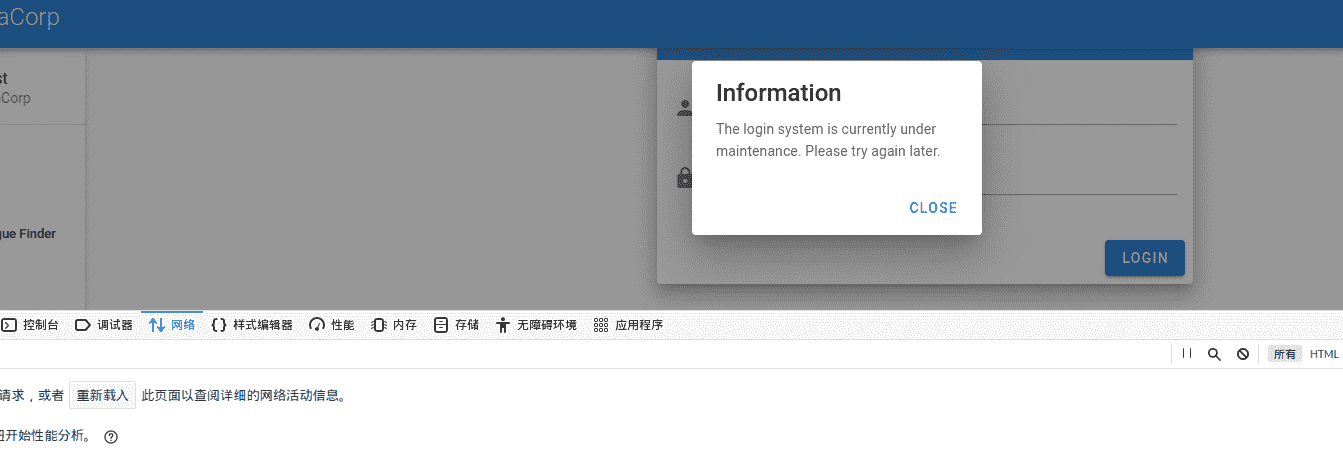 aCorp
st
aCorp
Information
The login system is currently under
maintenance. Please try again later.
CLOSE
gue Finder
LOGIN
控制台 调试器 网络 样式编辑器 性能 内存 存储 无障碍环境 应用程序
所有 HTML
请求，或者 重新载入 此页面以查阅详细的网络活动信息。
钮开始性能分析。